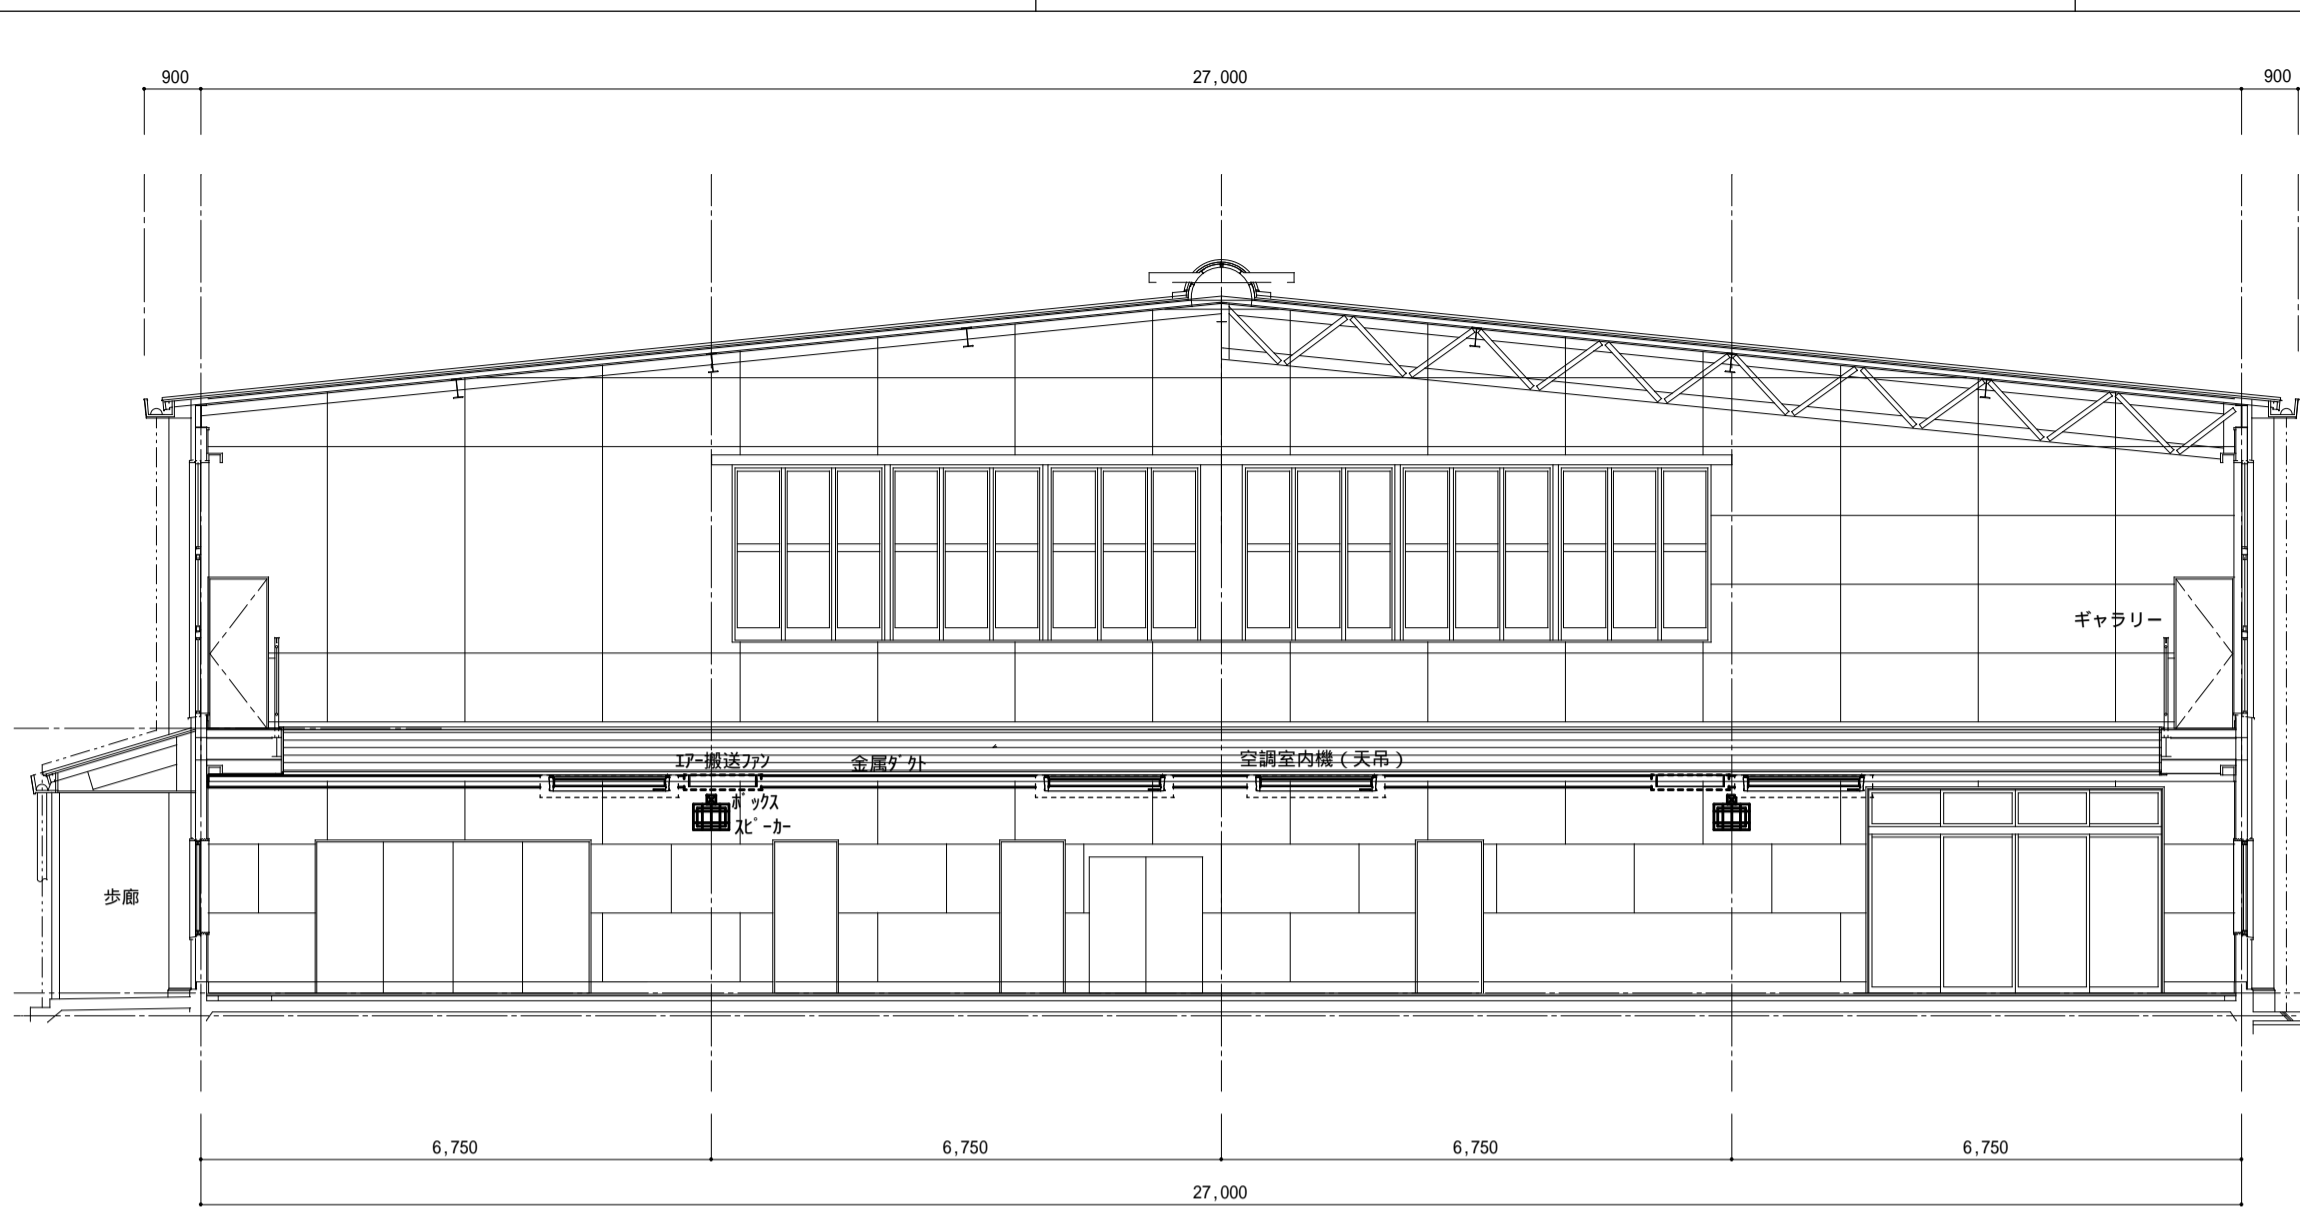 900
27,000
900
ギャラリー
エアー搬送ファン
金属ダクト
空調室内機(天吊)
ボックス
スピーカー
歩廊
6,750
6,750
6,750
6,750
27,000